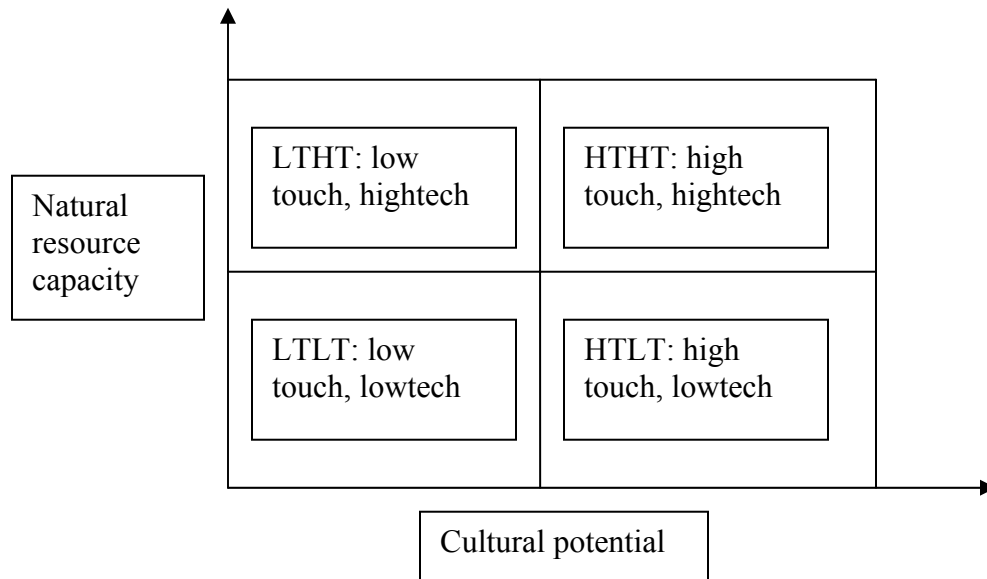 LTHT: low
touch, hightech
HTHT: high
touch, hightech
Natural
resource
capacity
LTLT: low
touch, lowtech
HTLT: high
touch, lowtech
Cultural potential